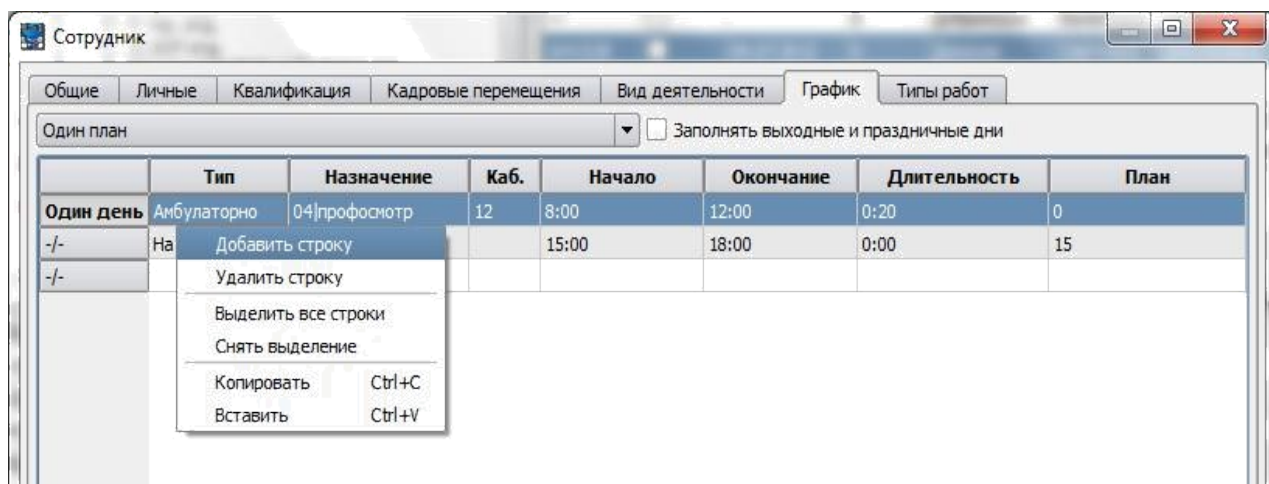 Сотрудник
Общие Личные Квалификация Кадровые перемещения Вид деятельности График Типы работ
Один план Заполнять выходные и праздничные дни
Тип Назначение Каб. Начало Окончание Длительность План
Один день Амбулаторно 04|профосмотр 12 8:00 12:00 0:20 0
-/- На 15:00 18:00 0:00 15
-/-
Добавить строку
Удалить строку
Выделить все строки
Снять выделение
Копировать Ctrl+C
Вставить Ctrl+V